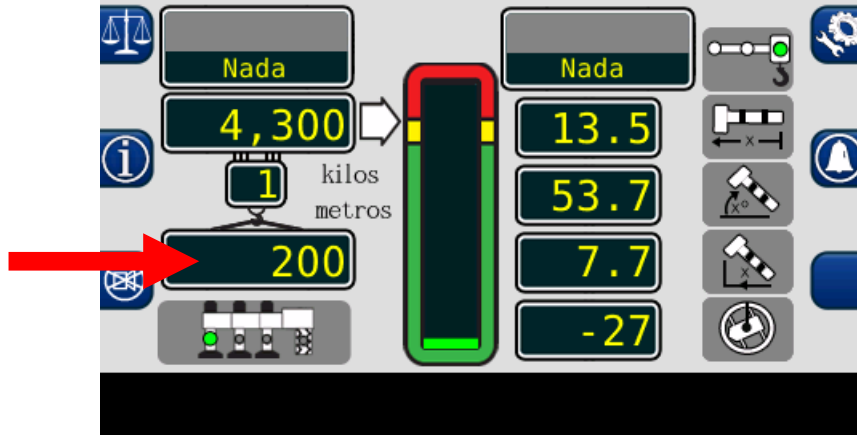 Nada
4,300
1
kilos
metros
200
Nada
13.5
53.7
7.7
-27
x
x°
x